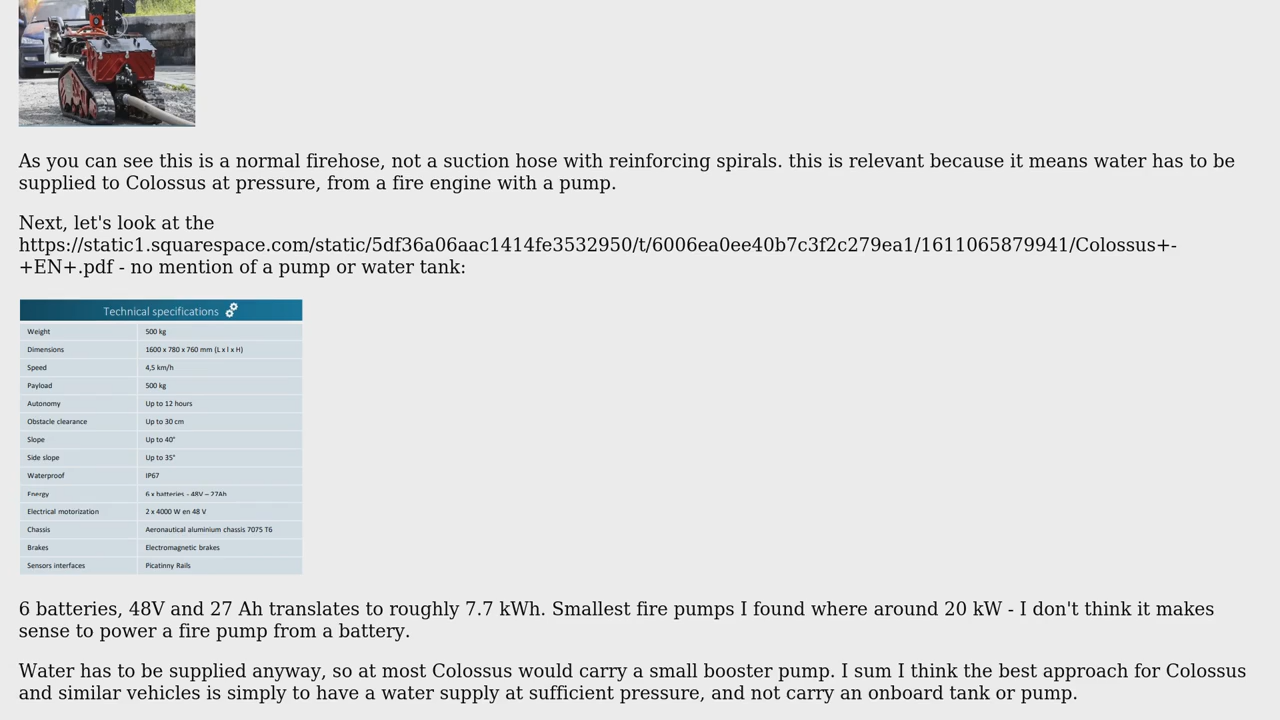 As you can see this is a normal firehose, not a suction hose with reinforcing spirals. this is relevant because it means water has to be
supplied to Colossus at pressure, from a fire engine with a pump.
Next, let's look at the
https://static1.squarespace.com/static/5df36a06aac1414fe3532950/t/6006ea0ee40b7c3f2c279ea1/1611065879941/Colossus+-
+EN+.pdf - no mention of a pump or water tank:
Technical specifications
Weight 500 kg
Dimensions 1600 x 780 x 760 mm (L x l x H)
Speed 4,5 km/h
Payload 500 kg
Autonomy Up to 12 hours
Obstacle clearance Up to 30 cm
Slope Up to 40°
Side slope Up to 35°
Waterproof IP67
Energy 6 x batteries - 48V – 27Ah
Electrical motorization 2 x 4000 W en 48 V
Chassis Aeronautical aluminium chassis 7075 T6
Brakes Electromagnetic brakes
Sensors interfaces Picatinny Rails
6 batteries, 48V and 27 Ah translates to roughly 7.7 kWh. Smallest fire pumps I found where around 20 kW - I don't think it makes
sense to power a fire pump from a battery.
Water has to be supplied anyway, so at most Colossus would carry a small booster pump. I sum I think the best approach for Colossus
and similar vehicles is simply to have a water supply at sufficient pressure, and not carry an onboard tank or pump.